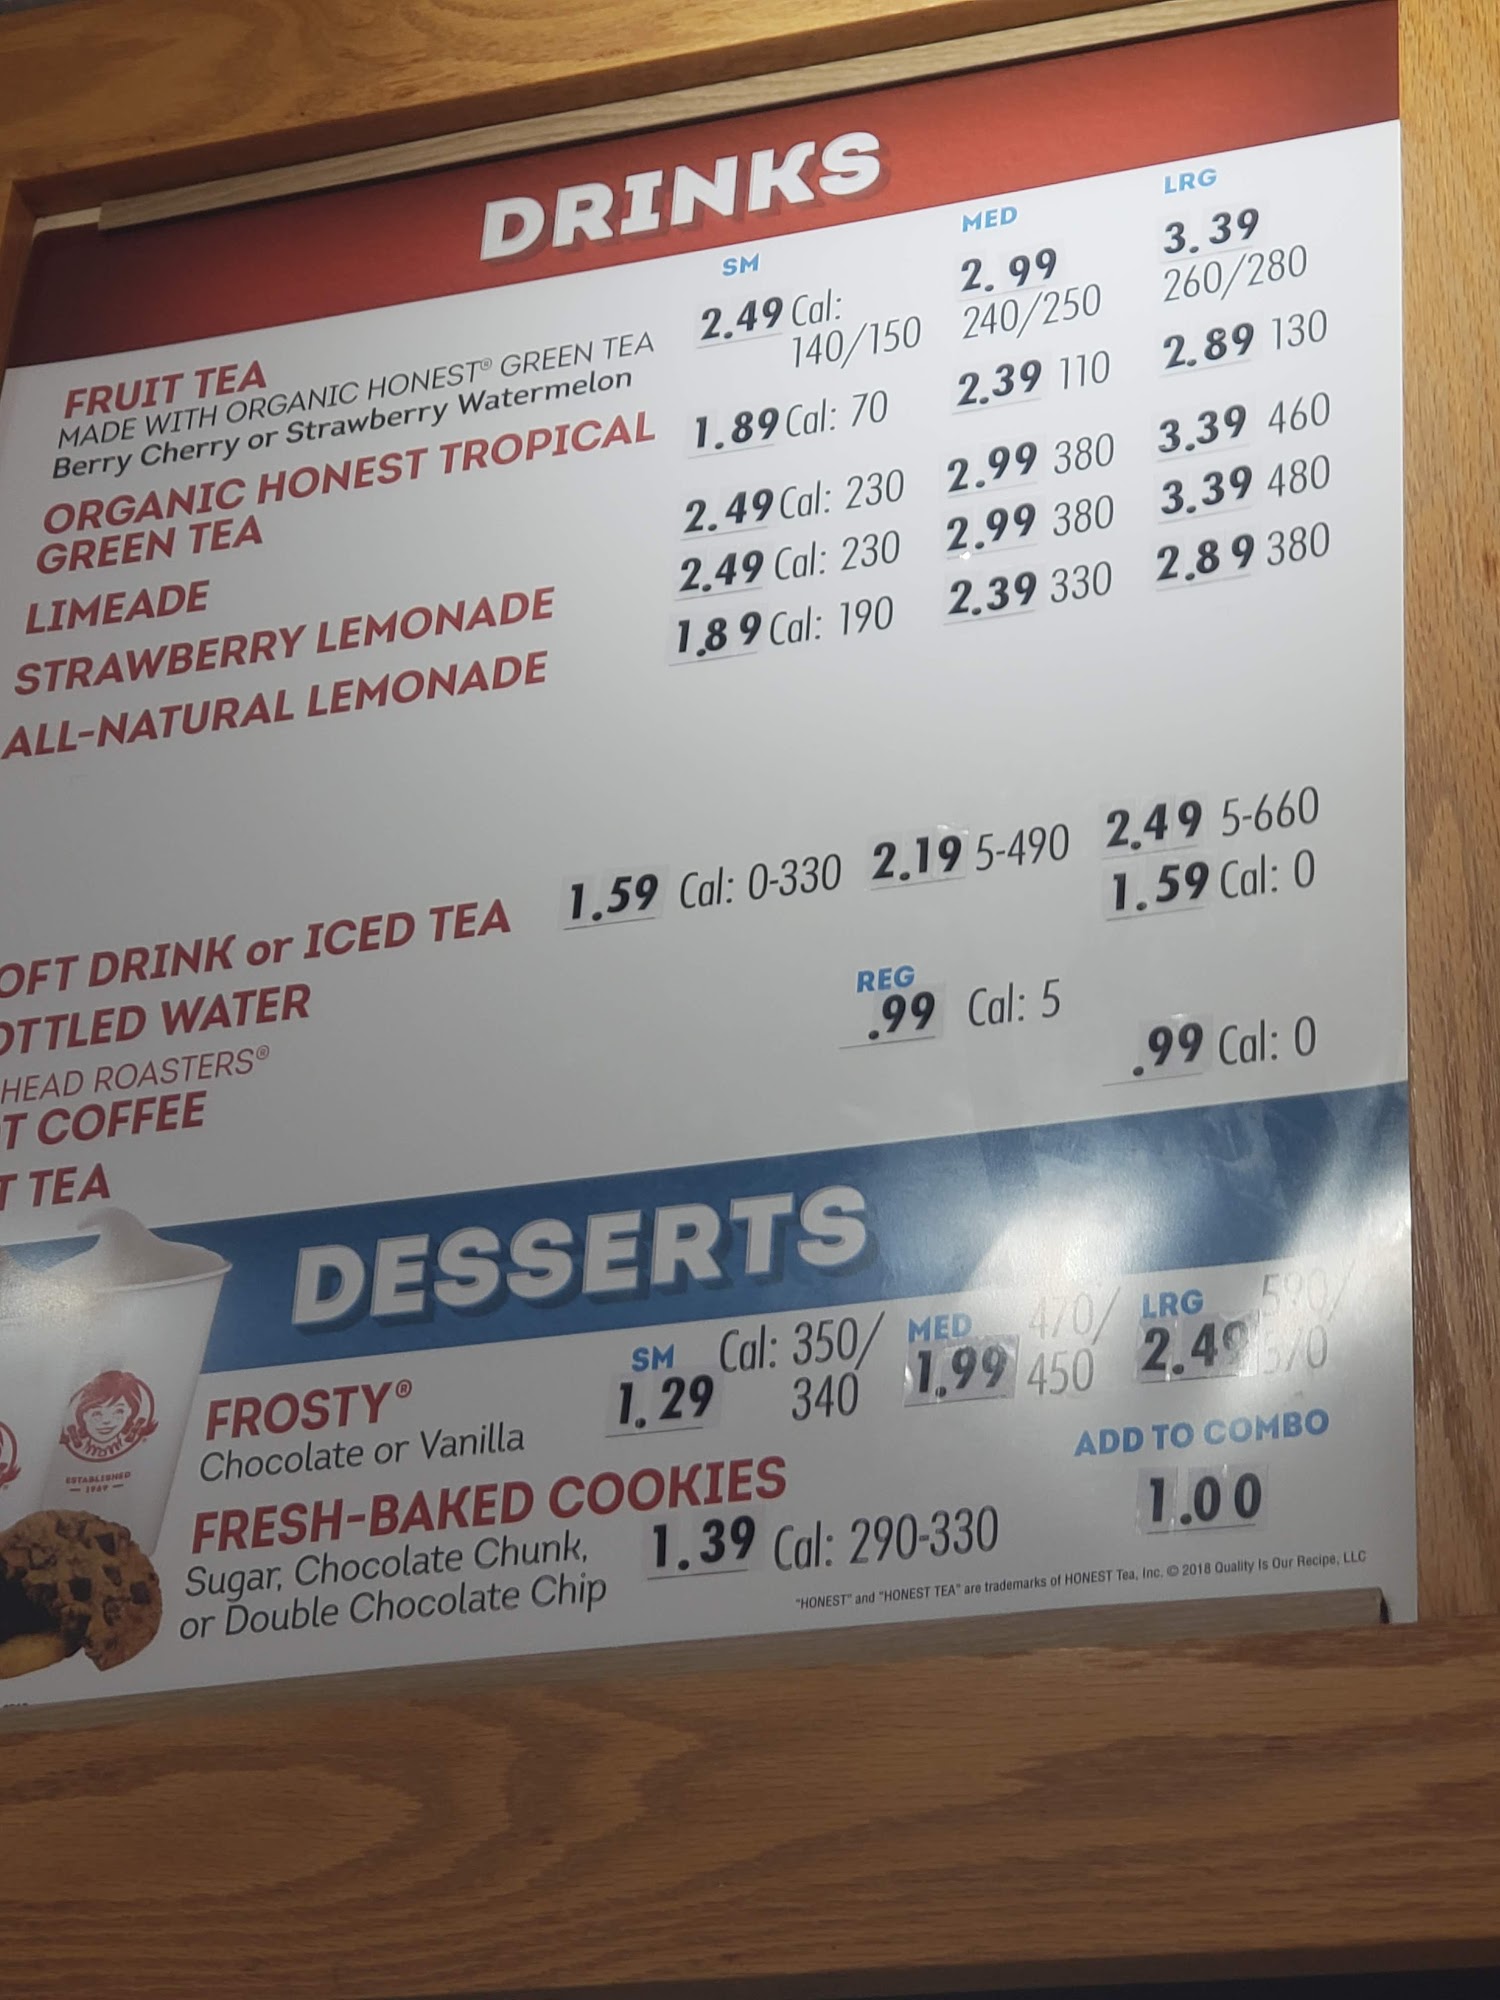 DRINKS
SM MED LRG
FRUIT TEA 2.49 Cal: 2.99 3.39
MADE WITH ORGANIC HONEST® GREEN TEA 140/150 240/250 260/280
Berry Cherry or Strawberry Watermelon
ORGANIC HONEST TROPICAL 1.89 Cal: 70 2.39 110 2.89 130
GREEN TEA
LIMEADE 2.49 Cal: 230 2.99 380 3.39 460
STRAWBERRY LEMONADE 2.49 Cal: 230 2.99 380 3.39 480
ALL-NATURAL LEMONADE 1.89 Cal: 190 2.39 330 2.89 380
OFT DRINK or ICED TEA 1.59 Cal: 0-330 2.19 5-490 2.49 5-660
OTTLED WATER 1.59 Cal: 0
HEAD ROASTERS® REG
T COFFEE .99 Cal: 5
T TEA .99 Cal: 0
DESSERTS
SM Cal: 350/ MED 470/ LRG 590/
FROSTY® 1.29 340 1.99 450 2.49
Chocolate or Vanilla
ESTABLISHED
1969
ADD TO COMBO
FRESH-BAKED COOKIES 1.39 Cal: 290-330 1.00
Sugar, Chocolate Chunk,
or Double Chocolate Chip
"HONEST" and "HONEST TEA" are trademarks of HONEST Tea, Inc. © 2018 Quality Is Our Recipe, LLC